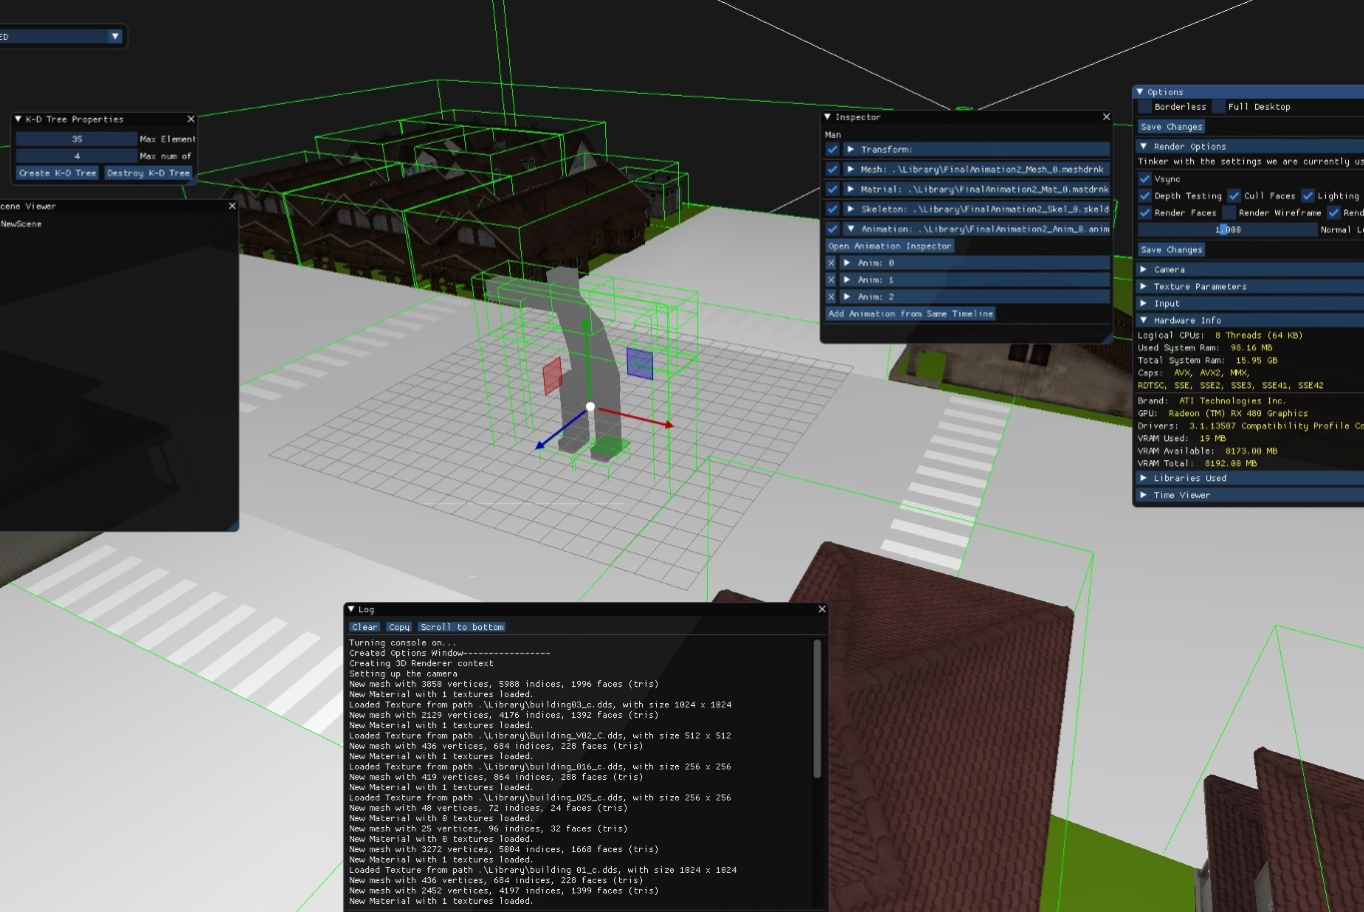 ED
K-D Tree Properties
35 Max Element
4 Max num of
Create K-D Tree Destroy K-D Tree
cene Viewer
NewScene
Inspector
Man
Transform:
Mesh: .\Library\FinalAnimation2_Mesh_0.meshdrnk
Matrial: .\Library\FinalAnimation2_Mat_0.matdrnk
Skeleton: .\Library\FinalAnimation2_Skel_0.skeld
Animation: .\Library\FinalAnimation2_Anim_0.anim
Open Animation Inspector
X Anim: 0
X Anim: 1
X Anim: 2
Add Animation from Same Timeline
Options
Borderless Full Desktop
Save Changes
Render Options
Tinker with the settings we are currently us
Vsync
Depth Testing Cull Faces Lighting
Render Faces Render Wireframe Rend
1.000 Normal Le
Save Changes
Camera
Texture Parameters
Input
Hardware Info
Logical CPUs: 8 Threads (64 KB)
Used System Ram: 98.16 MB
Total System Ram: 15.95 GB
Caps: AVX, AVX2, MMX,
RDTSC, SSE, SSE2, SSE3, SSE41, SSE42
Brand: ATI Technologies Inc.
GPU: Radeon (TM) RX 480 Graphics
Drivers: 3.1.13587 Compatibility Profile Co
VRAM Used: 19 MB
VRAM Available: 8173.00 MB
VRAM Total: 8192.00 MB
Libraries Used
Time Viewer
Log
Clear Copy Scroll to bottom
Turning console on...
Created Options Window-----------------
Creating 3D Renderer context
Setting up the camera
New mesh with 3850 vertices, 5988 indices, 1996 faces (tris)
New Material with 1 textures loaded.
Loaded Texture from path .\Library\building03_c.dds, with size 1024 x 1024
New mesh with 2129 vertices, 4176 indices, 1392 faces (tris)
New Material with 1 textures loaded.
Loaded Texture from path .\Library\Building_V02_C.dds, with size 512 x 512
New mesh with 436 vertices, 684 indices, 228 faces (tris)
New Material with 1 textures loaded.
Loaded Texture from path .\Library\building_016_c.dds, with size 256 x 256
New mesh with 419 vertices, 864 indices, 288 faces (tris)
New Material with 1 textures loaded.
Loaded Texture from path .\Library\building_025_c.dds, with size 256 x 256
New mesh with 48 vertices, 72 indices, 24 faces (tris)
New Material with 0 textures loaded.
New mesh with 25 vertices, 96 indices, 32 faces (tris)
New Material with 0 textures loaded.
New mesh with 3272 vertices, 5004 indices, 1668 faces (tris)
New Material with 1 textures loaded.
Loaded Texture from path .\Library\building 01_c.dds, with size 1024 x 1024
New mesh with 436 vertices, 684 indices, 228 faces (tris)
New mesh with 2452 vertices, 4197 indices, 1399 faces (tris)
New Material with 1 textures loaded.